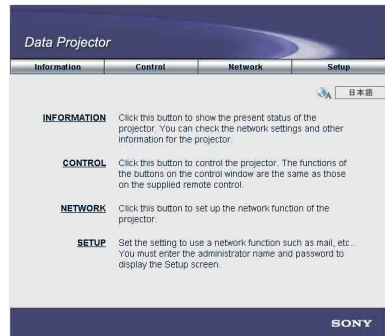 Data Projector
Information Control Network Setup
日本語
INFORMATION Click this button to show the present status of the
projector. You can check the network settings and other
information for the projector.
CONTROL Click this button to control the projector. The functions of
the buttons on the control window are the same as those
on the supplied remote control.
NETWORK Click this button to set up the network function of the
projector.
SETUP Set the setting to use a network function such as mail, etc..
You must enter the administrator name and password to
display the Setup screen.
SONY